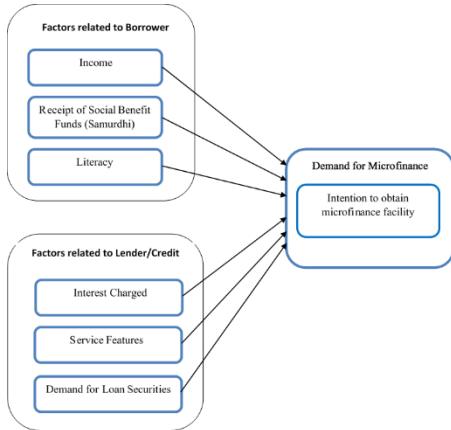 Factors related to Borrower
Income
Receipt of Social Benefit
Funds (Samurdhi)
Literacy
Demand for Microfinance
Intention to obtain
microfinance facility
Factors related to Lender/Credit
Interest Charged
Service Features
Demand for Loan Securities